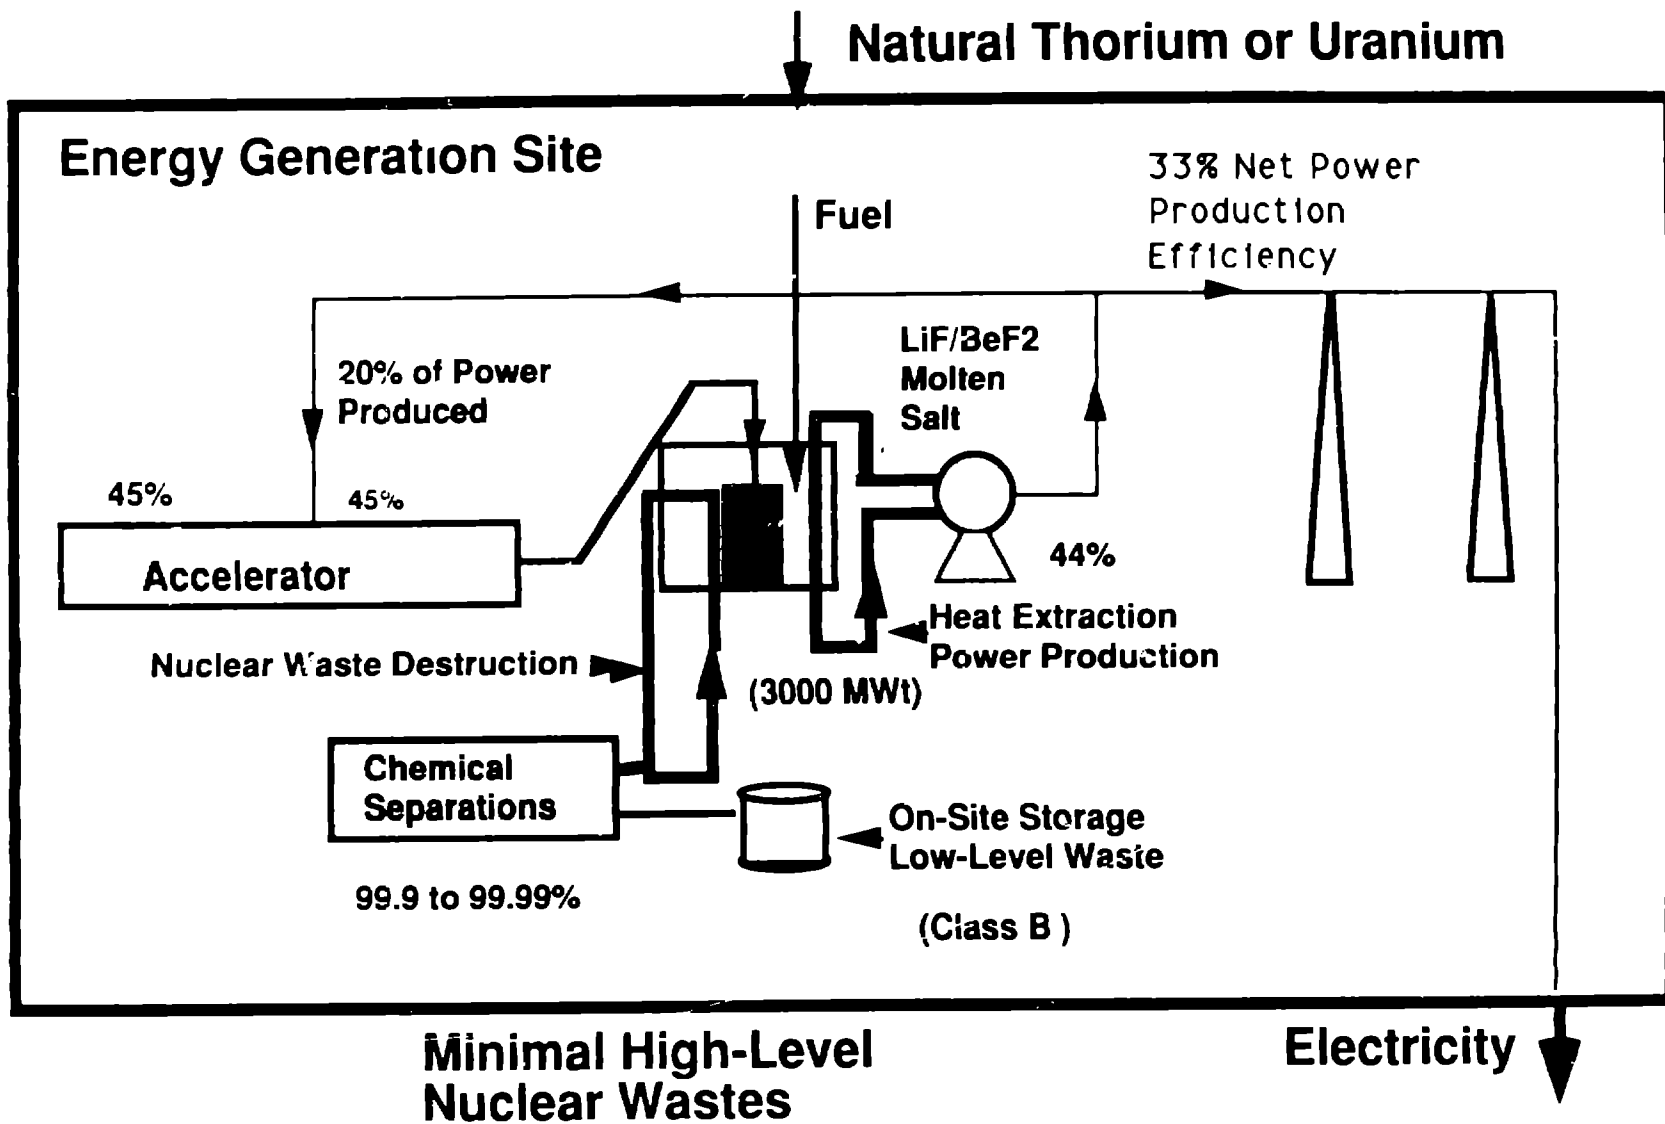 Natural Thorium or Uranium
Energy Generation Site
33% Net Power
Production
Efficiency
Fuel
LiF/BeF2
Molten
Salt
20% of Power
Produced
45%
45%
Accelerator
44%
Heat Extraction
Power Production
Nuclear Waste Destruction
(3000 MWt)
Chemical
Separations
On-Site Storage
Low-Level Waste
99.9 to 99.99%
(Class B )
Minimal High-Level
Nuclear Wastes
Electricity